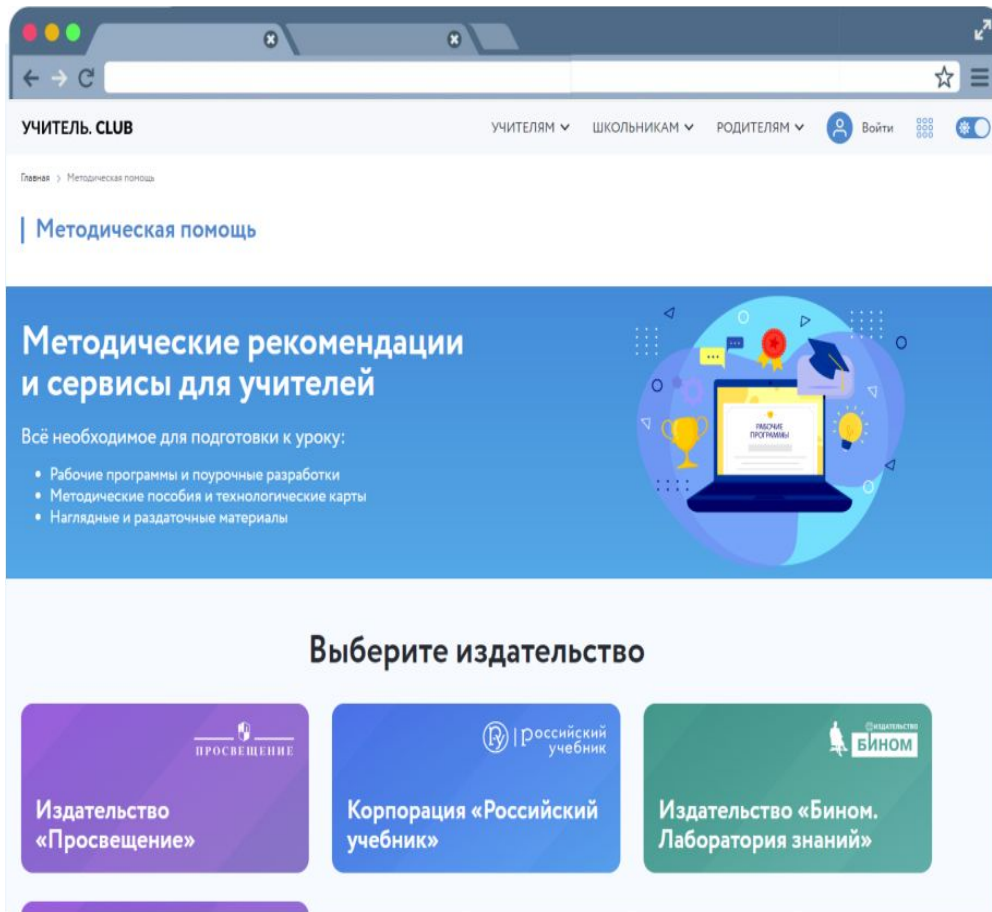 УЧИТЕЛЬ. CLUB
УЧИТЕЛЯМ
ШКОЛЬНИКАМ
РОДИТЕЛЯМ
Войти
Главная > Методическая помощь
Методическая помощь
Методические рекомендации
и сервисы для учителей
Всё необходимое для подготовки к уроку:
• Рабочие программы и поурочные разработки
• Методические пособия и технологические карты
• Наглядные и раздаточные материалы
РАБОЧИЕ
ПРОГРАММЫ
Выберите издательство
ПРОСВЕЩЕНИЕ
Издательство
«Просвещение»
российский
учебник
Корпорация «Российский
учебник»
ИЗДАТЕЛЬСТВО
БИНОМ
Издательство «Бином.
Лаборатория знаний»